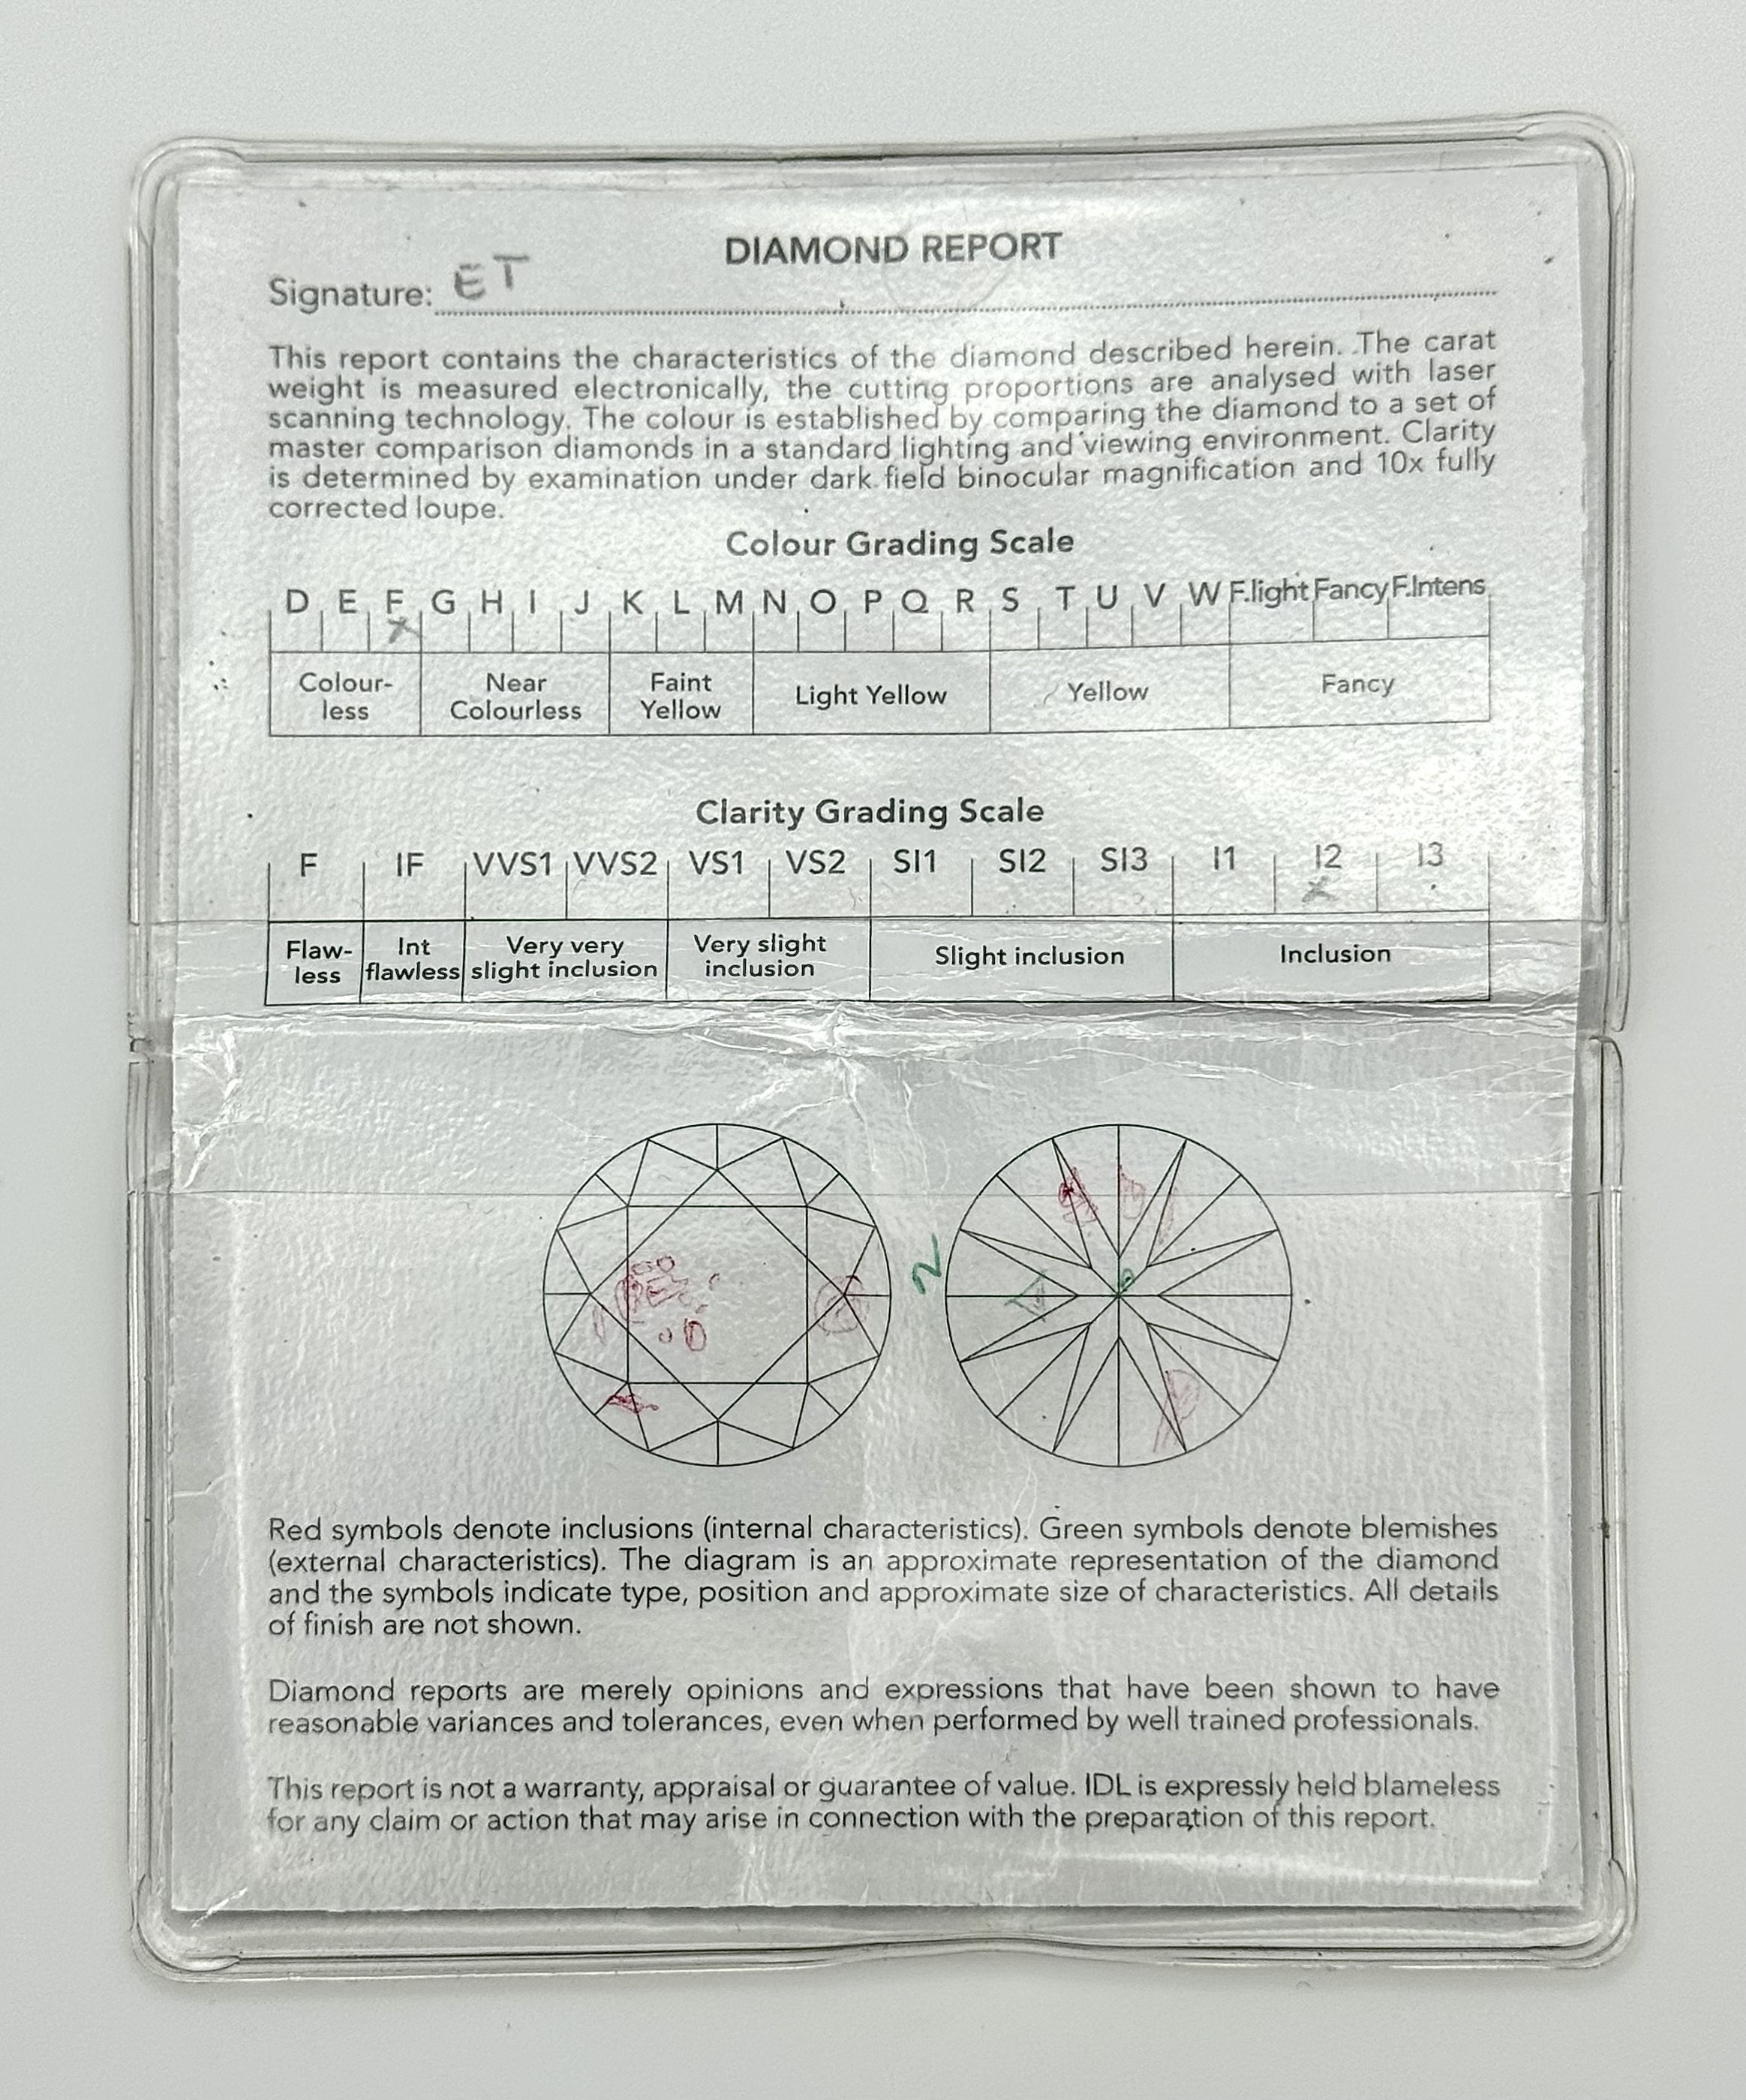 DIAMOND REPORT
Signature: ET
This report contains the characteristics of the diamond described herein. The carat
weight is measured electronically, the cutting proportions are analysed with laser
scanning technology. The colour is established by comparing the diamond to a set of
master comparison diamonds in a standard lighting and viewing environment. Clarity
is determined by examination under dark field binocular magnification and 10x fully
corrected loupe.
Colour Grading Scale
D E F G H I J K L M N O P Q R S T U V W F.light Fancy F.Intens
x
Colour-
less
Near
Colourless
Faint
Yellow
Light Yellow
Yellow
Fancy
Clarity Grading Scale
F IF VVS1 VVS2 VS1 VS2 SI1 SI2 SI3 I1 I2 I3
x
Flaw-
less
Int
flawless
Very very
slight inclusion
Very slight
inclusion
Slight inclusion
Inclusion
Red symbols denote inclusions (internal characteristics). Green symbols denote blemishes
(external characteristics). The diagram is an approximate representation of the diamond
and the symbols indicate type, position and approximate size of characteristics. All details
of finish are not shown.
Diamond reports are merely opinions and expressions that have been shown to have
reasonable variances and tolerances, even when performed by well trained professionals.
This report is not a warranty, appraisal or guarantee of value. IDL is expressly held blameless
for any claim or action that may arise in connection with the preparation of this report.